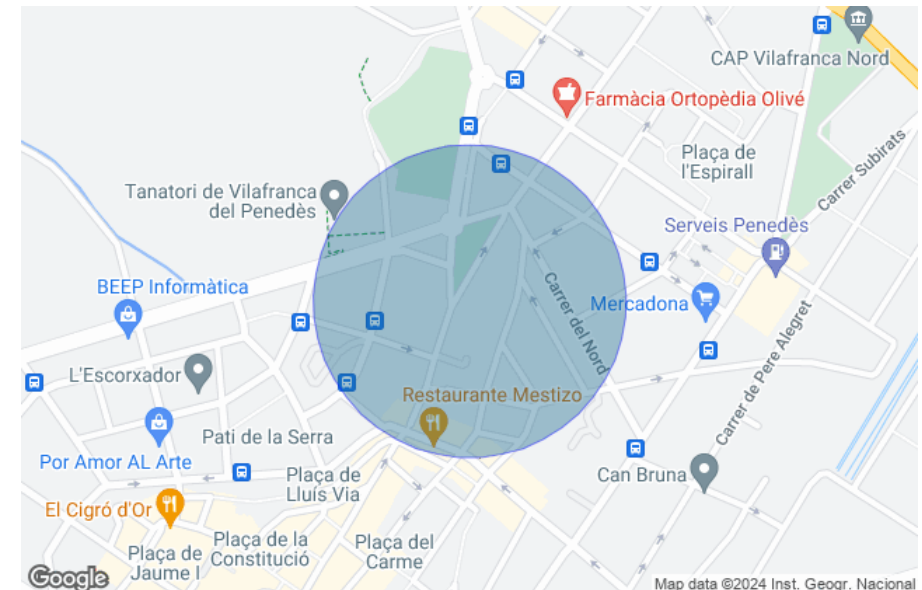 CAP Vilafranca Nord
Farmàcia Ortopèdia Olivé
Plaça de
l'Espirall
Carrer Subirats
Tanatori de Vilafranca
del Penedès
Serveis Penedès
BEEP Informàtica
Mercadona
Carrer del Nord
L'Escorxador
Restaurante Mestizo
Carrer de Pere Alegret
Pati de la Serra
Por Amor AL Arte
Plaça de
Lluís Via
Can Bruna
El Cigró d'Or
Plaça de la
Constitució
Plaça del
Carme
Plaça de
Jaume I
Google
Map data ©2024 Inst. Geogr. Nacional